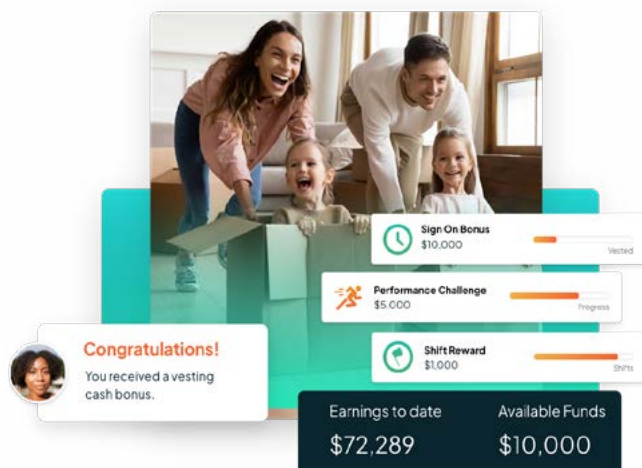 Sign On Bonus
$10,000
Vested
Performance Challenge
$5,000
Progress
Shift Reward
$1,000
Shifts
Congratulations!
You received a vesting
cash bonus.
Earnings to date
Available Funds
$72,289
$10,000